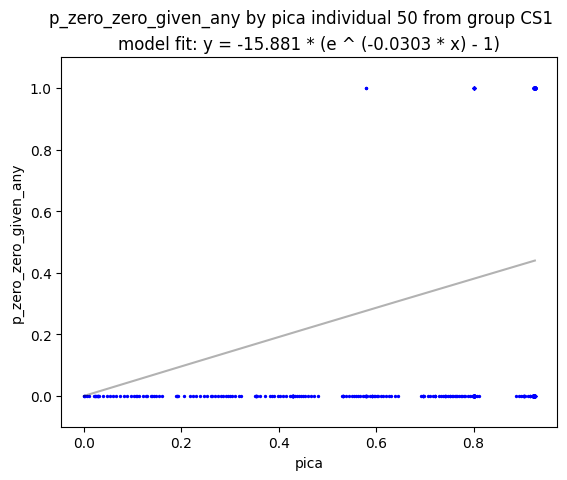 p_zero_zero_given_any by pica individual 50 from group CS1
model fit: y = -15.881 * (e ^ (-0.0303 * x) - 1)
1.0
0.8
0.6
0.4
0.2
0.0
p_zero_zero_given_any
0.0 0.2 0.4 0.6 0.8
pica